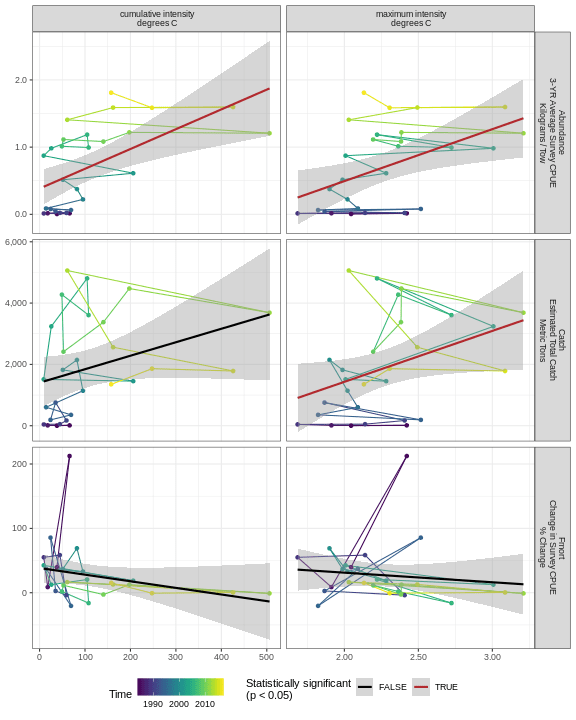 cumulative intensity
degrees C
maximum intensity
degrees C
2.0
1.0
0.0
Abundance
3-YR Average Survey CPUE
Kilograms / Tow
6,000
4,000
2,000
0
Catch
Estimated Total Catch
Metric Tons
200
100
0
Fmort
Change in Survey CPUE
% Change
0
100
200
300
400
500
2.00
2.50
3.00
Time
1990
2000
2010
Statistically significant
(p < 0.05)
FALSE
TRUE